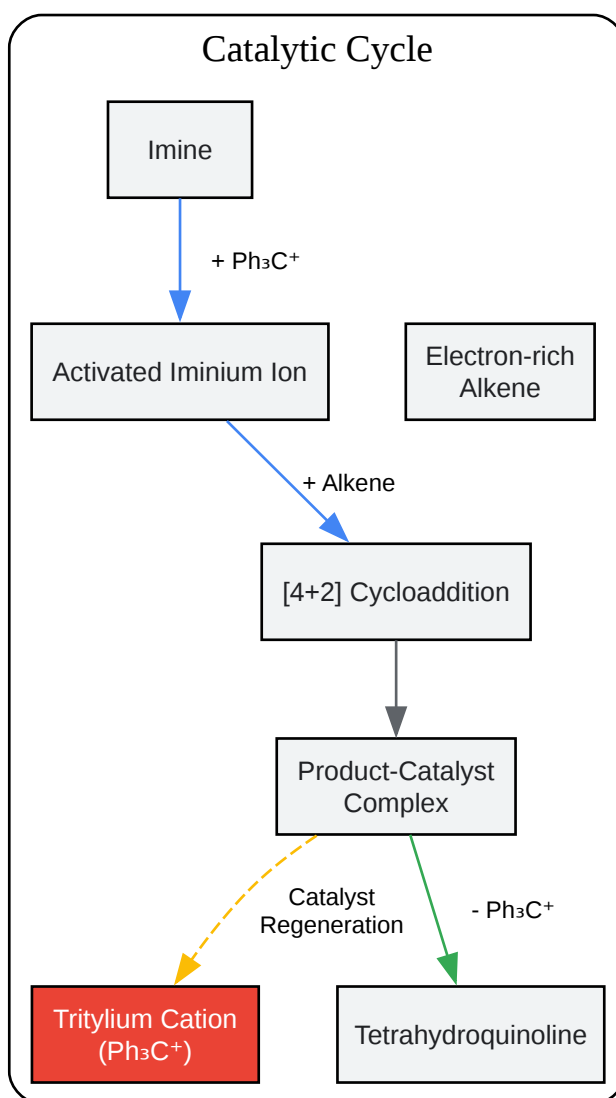 Catalytic Cycle
Imine
+ Ph₃C⁺
Activated Iminium Ion
Electron-rich
Alkene
+ Alkene
[4+2] Cycloaddition
Product-Catalyst
Complex
Catalyst
Regeneration
- Ph₃C⁺
Tritylium Cation
(Ph₃C⁺)
Tetrahydroquinoline